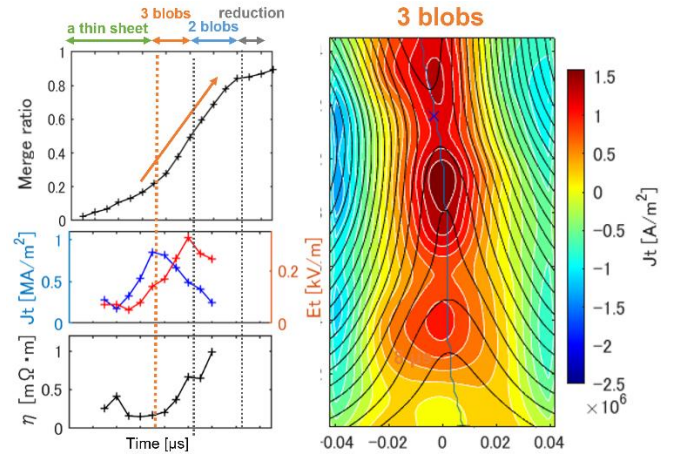 3 blobs
reduction
a thin sheet
2 blobs
1
0.8
0.6
0.4
0.2
0
Merge ratio
1
0.5
0
Jt [MA/m²]
0.2
0
Et [kV/m]
1
0.5
0
η [mΩ•m]
Time [µs]
3 blobs
-0.04
-0.02
0
0.02
0.04
1.5
1
0.5
0
-0.5
-1
-1.5
-2
-2.5
× 10⁶
Jt [A/m²]